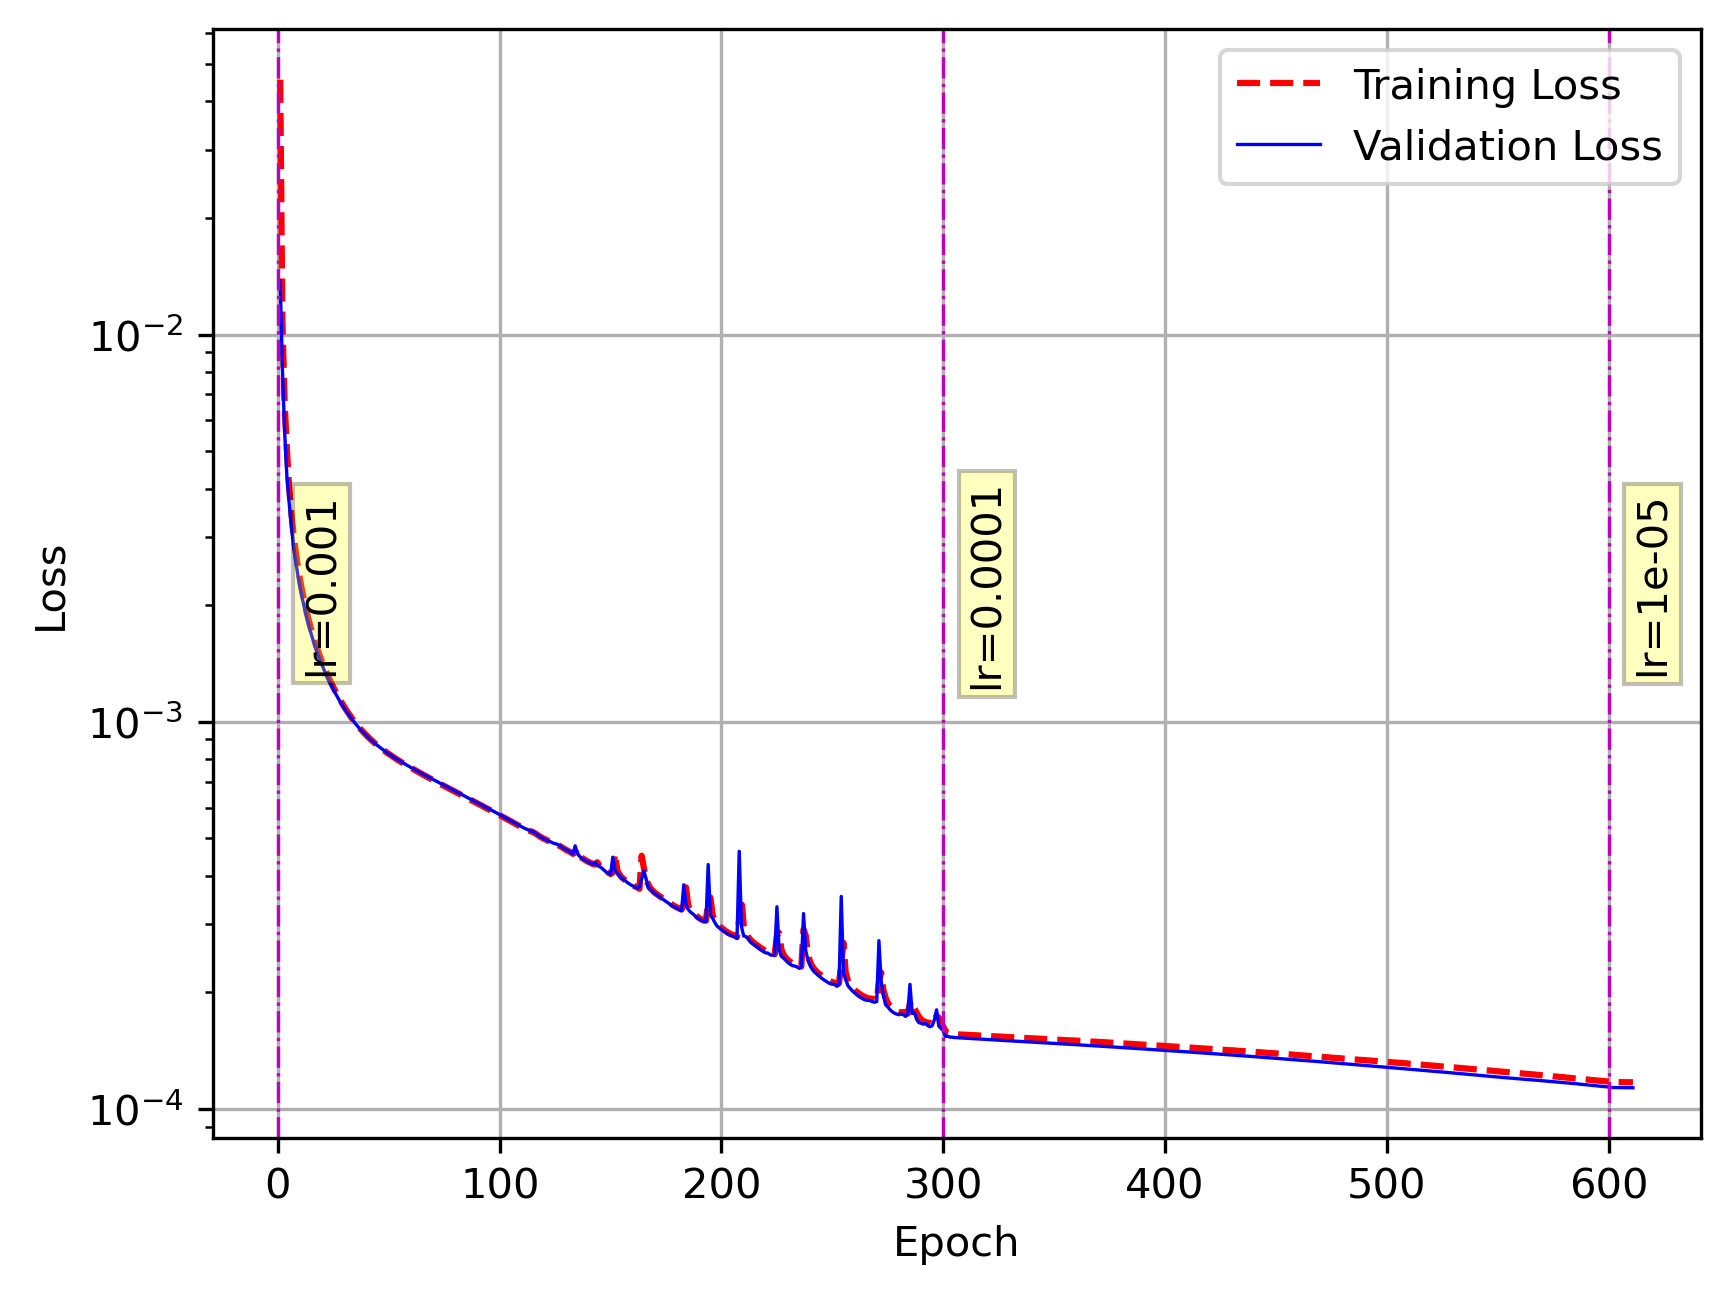 Training Loss
Validation Loss
10⁻²
10⁻³
10⁻⁴
Loss
lr=0.001
lr=0.0001
lr=1e-05
0 100 200 300 400 500 600
Epoch